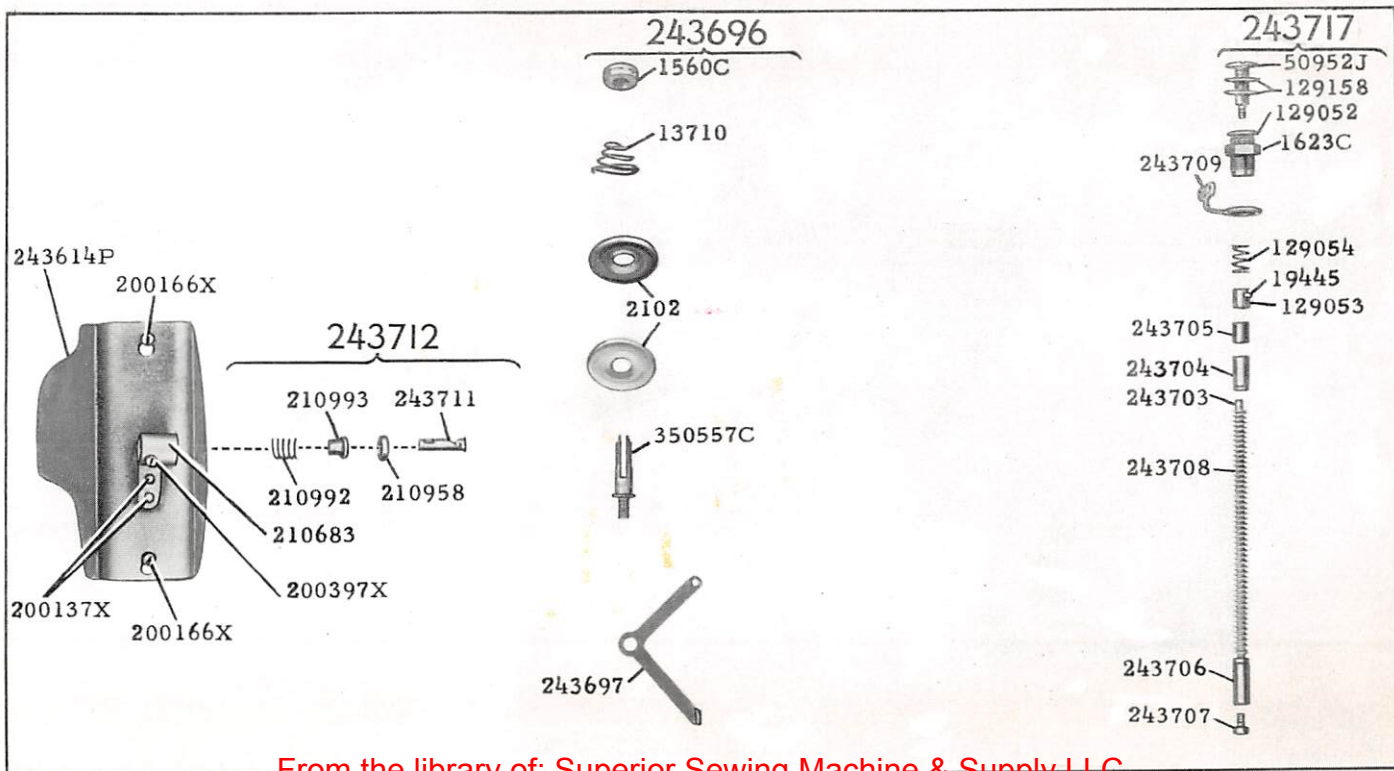 243696
1560C
13710
2102
350557C
243697
243717
50952J
129158
129052
1623C
243709
129054
19445
129053
243705
243704
243703
243708
243706
243707
243614P
200166X
243712
210993
243711
210992
210958
210683
200397X
200137X
200166X
From the library of: Superior Sewing Machine & Supply LLC